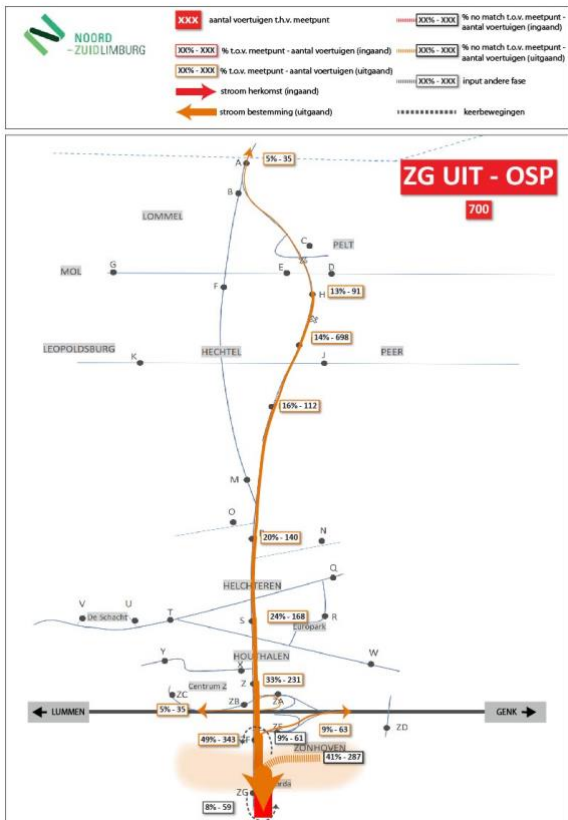 NOORD
-ZUIDLIMBURG
XXX aantal voertuigen t.h.v. meetpunt
XX% - XXX % t.o.v. meetpunt - aantal voertuigen (ingaand)
XX% - XXX % t.o.v. meetpunt - aantal voertuigen (uitgaand)
stroom herkomst (ingaand)
stroom bestemming (uitgaand)
XX% - XXX % no match t.o.v. meetpunt -
aantal voertuigen (ingaand)
XX% - XXX % no match t.o.v. meetpunt -
aantal voertuigen (uitgaand)
XX% - XXX input andere fase
keerbewegingen
ZG UIT - OSP
700
A 5% - 35
B
LOMMEL
C
PELT
MOL G E D
F
H 13% - 91
14% - 698
LEOPOLDSBURG HECHTEL PEER
K J
16% - 112
M
O
20% - 140 N
Q
HELCHTEREN
V U T
De Schacht
S 24% - 168 R
Europark
Y HOUTHALEN W
X
Z 33% - 231
Centrum Z
ZC ZB ZA
LUMMEN 5% - 35 GENK
9% - 63 ZD
49% - 343 9% - 61
ZONHOVEN
41% - 287
ZG
8% - 59